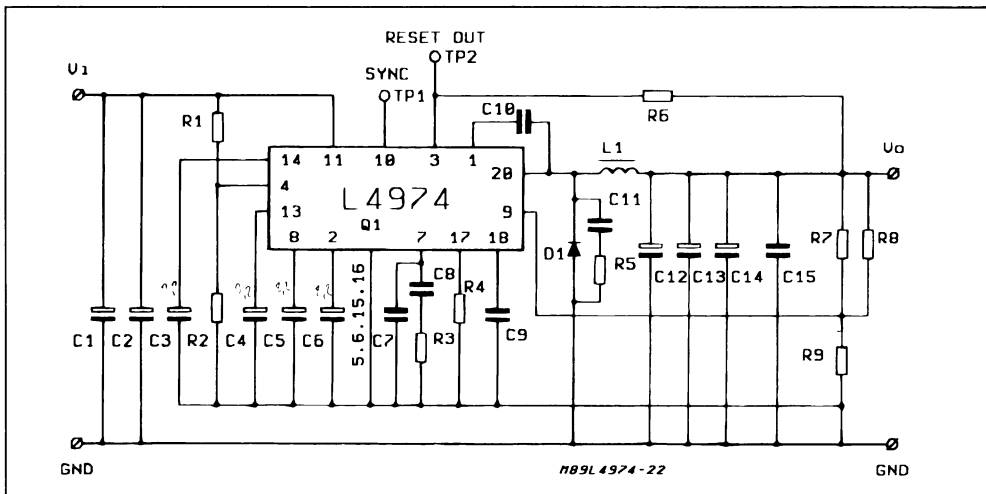 RESET OUT
TP2
SYNC
TP1
Vi
C10
R6
R1
L1
Vo
14 11 10 3 1 20
4
13
L4974
Q1
9
8 2 7 17 18
C11
D1
R5
R7
R8
C12
C13
C14
C15
5.6.15.16
C8
R4
C1
C2
C3
R2
C4
C5
C6
C7
R3
C9
R9
GND
M89L4974-22
GND